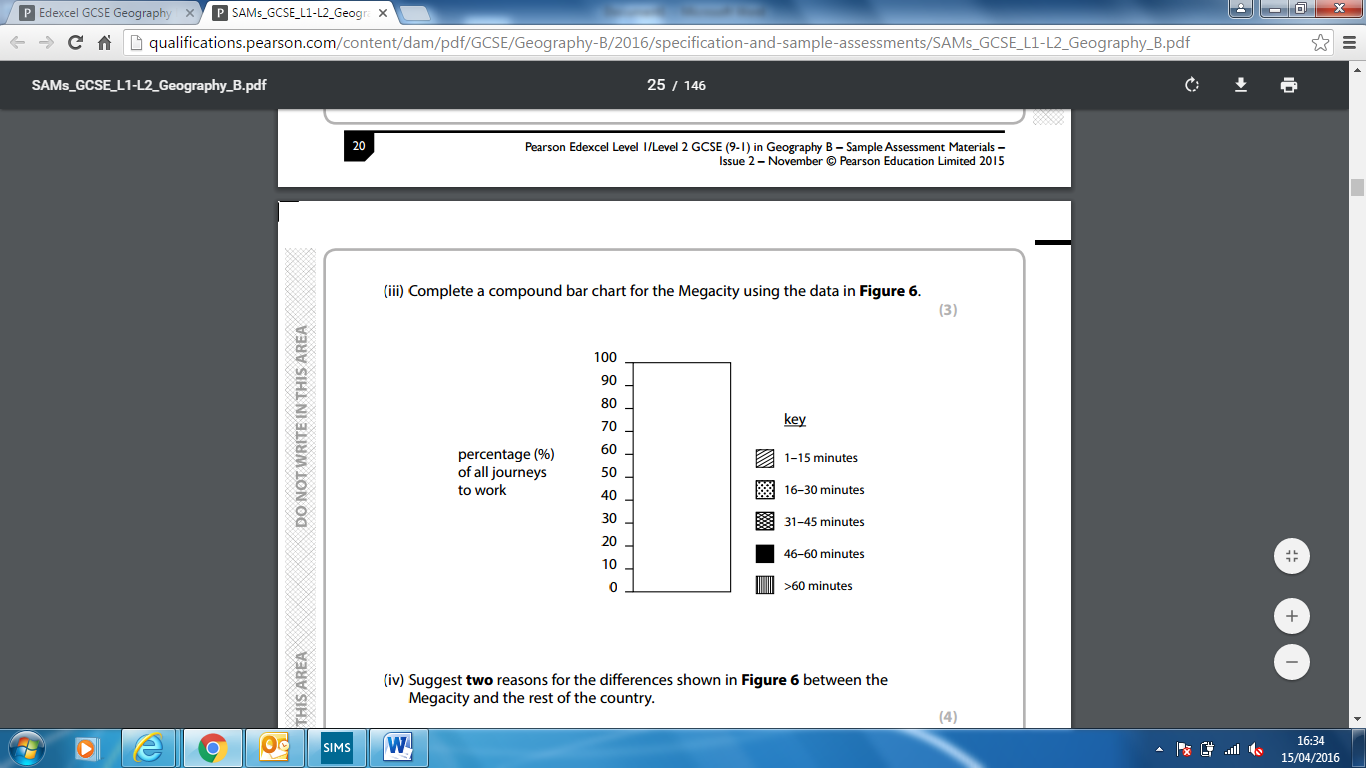 Edexcel GCSE Geography
SAMs_GCSE_L1-L2_Geogra
qualifications.pearson.com/content/dam/pdf/GCSE/Geography-B/2016/specification-and-sample-assessments/SAMs_GCSE_L1-L2_Geography_B.pdf
SAMs_GCSE_L1-L2_Geography_B.pdf
25 / 146
20
Pearson Edexcel Level 1/Level 2 GCSE (9-1) in Geography B – Sample Assessment Materials –
Issue 2 – November © Pearson Education Limited 2015
DO NOT WRITE IN THIS AREA
(iii) Complete a compound bar chart for the Megacity using the data in Figure 6.
(3)
100
90
80
70
60
50
40
30
20
10
0
percentage (%)
of all journeys
to work
key
1–15 minutes
16–30 minutes
31–45 minutes
46–60 minutes
>60 minutes
THIS AREA
(iv) Suggest two reasons for the differences shown in Figure 6 between the
Megacity and the rest of the country.
(4)
SIMS
16:34
15/04/2016